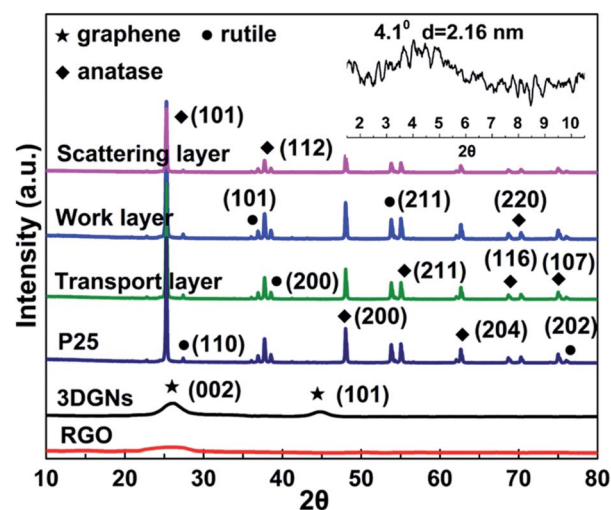 ★ graphene ● rutile
◆ anatase
4.1⁰ d=2.16 nm
2 3 4 5 6 7 8 9 10
2θ
◆ (101)
Scattering layer
◆ (112)
(101)
(211)
(220)
Work layer
(116) (107)
Transport layer
(200)
(211)
P25
(110)
(200)
(204)
(202)
3DGNs
★ (002)
★ (101)
RGO
10 20 30 40 50 60 70 80
2θ
Intensity (a.u.)